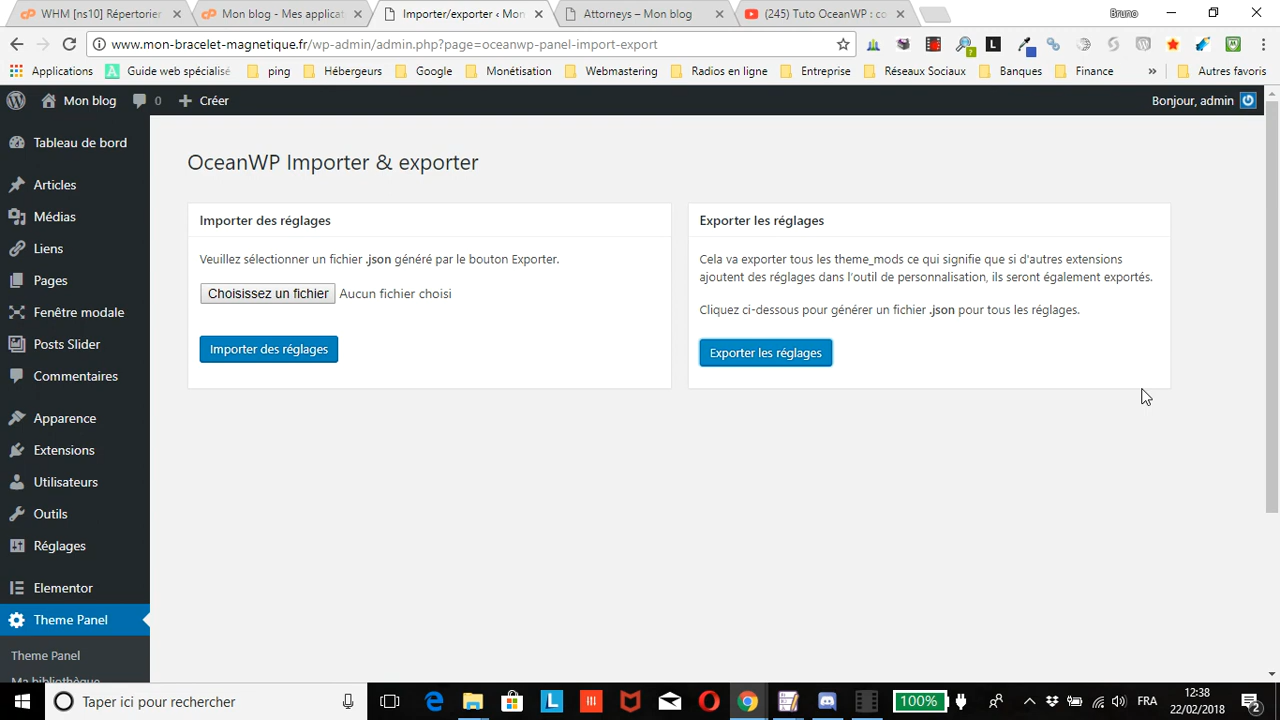 WHM [ns10] Répertorier
Mon blog - Mes applicat
Importer/exporter ‹ Mon
Attorneys – Mon blog
(245) Tuto OceanWP : co
Bruno
www.mon-bracelet-magnetique.fr/wp-admin/admin.php?page=oceanwp-panel-import-export
Applications
Guide web spécialisé
ping
Hébergeurs
Google
Monétisation
Webmastering
Radios en ligne
Entreprise
Réseaux Sociaux
Banques
Finance
»
Autres favoris
Mon blog
0
Créer
Bonjour, admin
Tableau de bord
Articles
Médias
Liens
Pages
Fenêtre modale
Posts Slider
Commentaires
Apparence
Extensions
Utilisateurs
Outils
Réglages
Elementor
Theme Panel
Theme Panel
Ma bibliothèque
OceanWP Importer & exporter
Importer des réglages
Veuillez sélectionner un fichier .json généré par le bouton Exporter.
Choisissez un fichier Aucun fichier choisi
Importer des réglages
Exporter les réglages
Cela va exporter tous les theme_mods ce qui signifie que si d'autres extensions
ajoutent des réglages dans l'outil de personnalisation, ils seront également exportés.
Cliquez ci-dessous pour générer un fichier .json pour tous les réglages.
Exporter les réglages
Taper ici pour rechercher
100%
FRA
12:38
22/02/2018
2